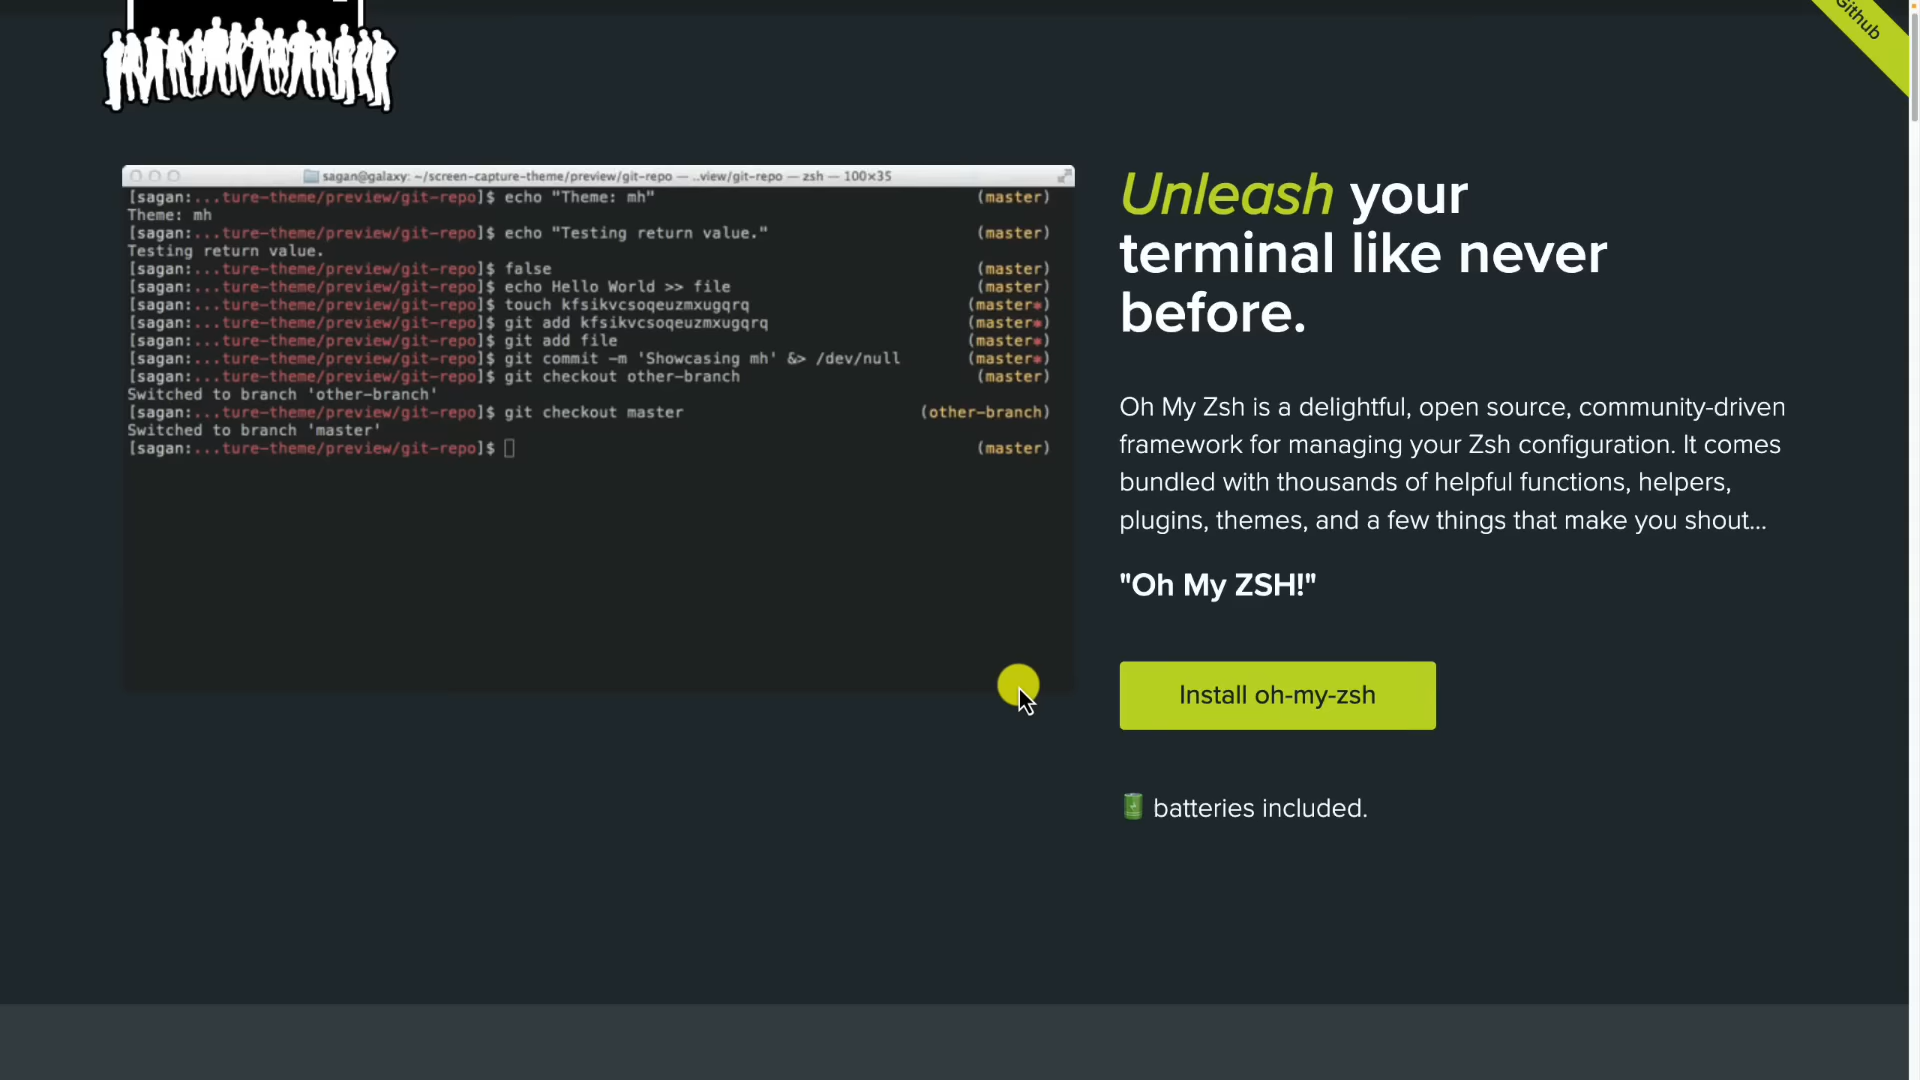 Github
sagan@galaxy: ~/screen-capture-theme/preview/git-repo — ..view/git-repo — zsh — 100×35
[sagan:...ture-theme/preview/git-repo]$ echo "Theme: mh" (master)
Theme: mh
[sagan:...ture-theme/preview/git-repo]$ echo "Testing return value." (master)
Testing return value.
[sagan:...ture-theme/preview/git-repo]$ false (master)
[sagan:...ture-theme/preview/git-repo]$ echo Hello World >> file (master)
[sagan:...ture-theme/preview/git-repo]$ touch kfsikvcsoqeuzmxugqrq (master*)
[sagan:...ture-theme/preview/git-repo]$ git add kfsikvcsoqeuzmxugqrq (master*)
[sagan:...ture-theme/preview/git-repo]$ git add file (master*)
[sagan:...ture-theme/preview/git-repo]$ git commit -m 'Showcasing mh' &> /dev/null (master*)
[sagan:...ture-theme/preview/git-repo]$ git checkout other-branch (master)
Switched to branch 'other-branch'
[sagan:...ture-theme/preview/git-repo]$ git checkout master (other-branch)
Switched to branch 'master'
[sagan:...ture-theme/preview/git-repo]$ (master)
Unleash your
terminal like never
before.
Oh My Zsh is a delightful, open source, community-driven
framework for managing your Zsh configuration. It comes
bundled with thousands of helpful functions, helpers,
plugins, themes, and a few things that make you shout...
"Oh My ZSH!"
Install oh-my-zsh
batteries included.